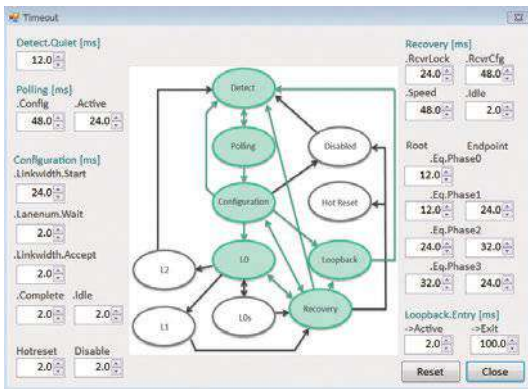 Timeout
Detect.Quiet [ms]
12.0
Polling [ms]
.Config .Active
48.0 24.0
Configuration [ms]
.Linkwidth.Start
24.0
.Lanenum.Wait
2.0
.Linkwidth.Accept
2.0
.Complete .Idle
2.0 2.0
Hotreset Disable
2.0 2.0
Detect
Polling
Disabled
Configuration
Hot Reset
L0
Loopback
L2
L0s
Recovery
L1
Recovery [ms]
.RcvrLock .RcvrCfg
24.0 48.0
.Speed .Idle
48.0 2.0
Root Endpoint
.Eq.Phase0
12.0
.Eq.Phase1
12.0 24.0
.Eq.Phase2
24.0 32.0
.Eq.Phase3
32.0 24.0
Loopback.Entry [ms]
->Active ->Exit
2.0 100.0
Reset Close